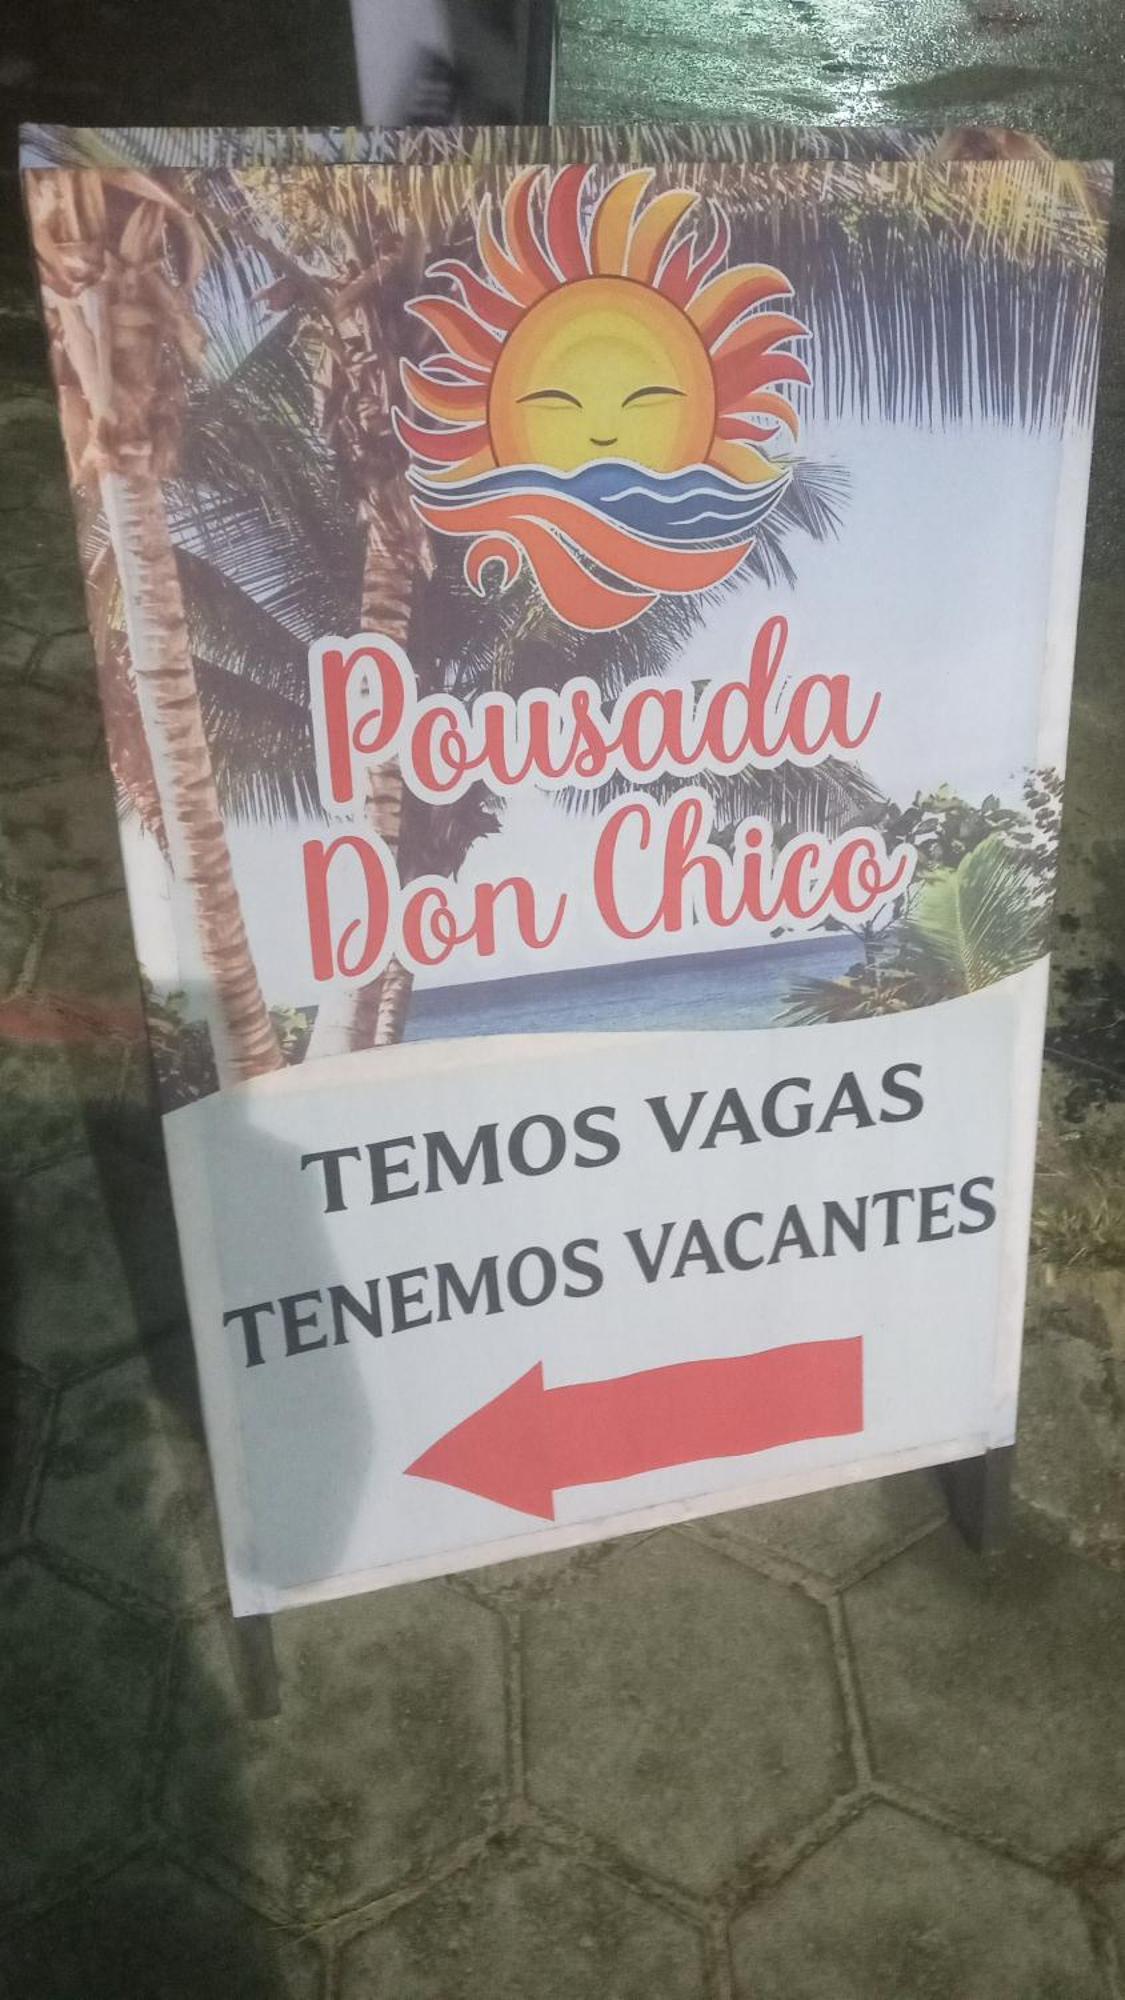 Pousada
Don Chico
TEMOS VAGAS
TENEMOS VACANTES